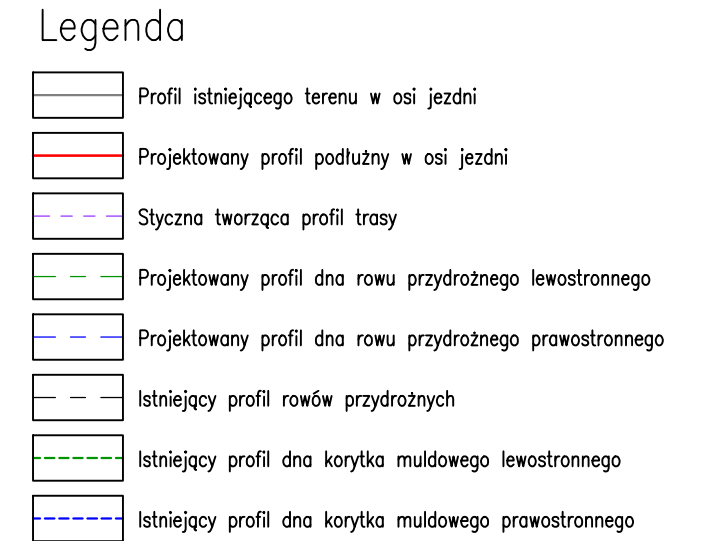 Legenda
Profil istniejącego terenu w osi jezdni
Projektowany profil podłużny w osi jezdni
Styczna tworząca profil trasy
Projektowany profil dna rowu przydrożnego lewostronnego
Projektowany profil dna rowu przydrożnego prawostronnego
Istniejący profil rowów przydrożnych
Istniejący profil dna korytka muldowego lewostronnego
Istniejący profil dna korytka muldowego prawostronnego